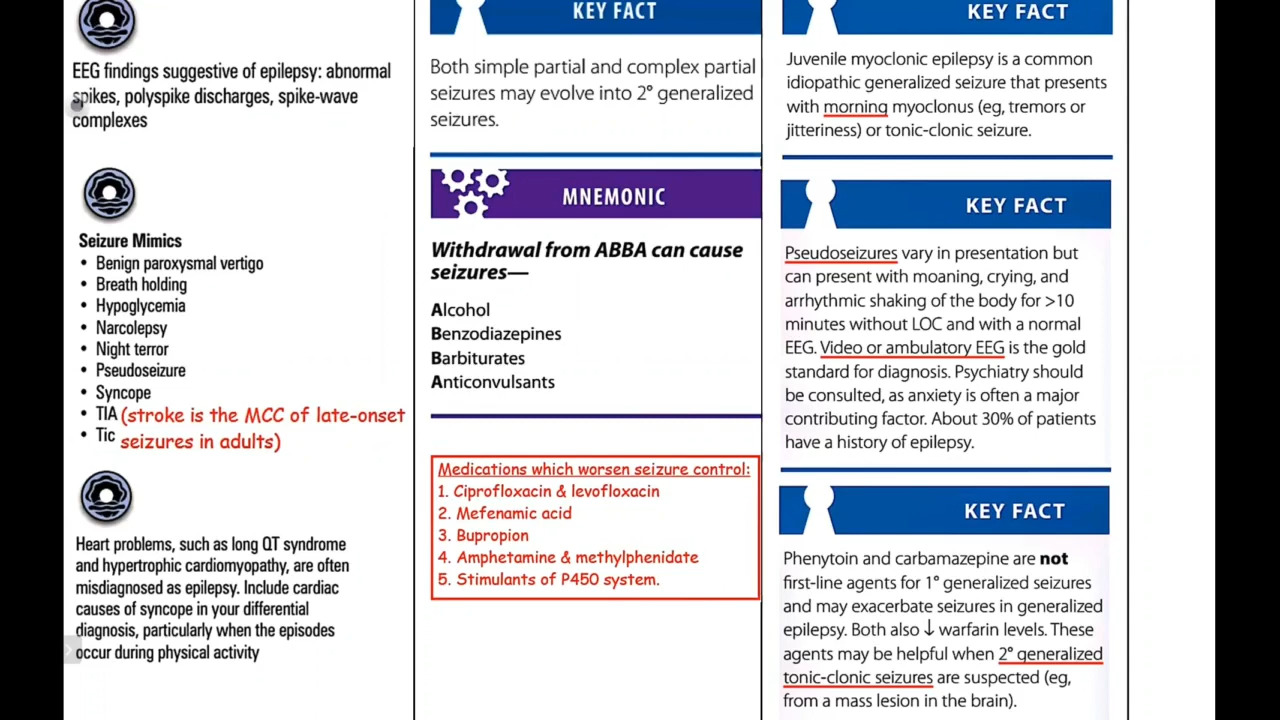 EEG findings suggestive of epilepsy: abnormal
spikes, polyspike discharges, spike-wave
complexes
Seizure Mimics
• Benign paroxysmal vertigo
• Breath holding
• Hypoglycemia
• Narcolepsy
• Night terror
• Pseudoseizure
• Syncope
• TIA (stroke is the MCC of late-onset
• Tic seizures in adults)
Heart problems, such as long QT syndrome
and hypertrophic cardiomyopathy, are often
misdiagnosed as epilepsy. Include cardiac
causes of syncope in your differential
diagnosis, particularly when the episodes
occur during physical activity
KEY FACT
Both simple partial and complex partial
seizures may evolve into 2° generalized
seizures.
MNEMONIC
Withdrawal from ABBA can cause
seizures—
Alcohol
Benzodiazepines
Barbiturates
Anticonvulsants
Medications which worsen seizure control:
1. Ciprofloxacin & levofloxacin
2. Mefenamic acid
3. Bupropion
4. Amphetamine & methylphenidate
5. Stimulants of P450 system.
KEY FACT
Juvenile myoclonic epilepsy is a common
idiopathic generalized seizure that presents
with morning myoclonus (eg, tremors or
jitteriness) or tonic-clonic seizure.
KEY FACT
Pseudoseizures vary in presentation but
can present with moaning, crying, and
arrhythmic shaking of the body for >10
minutes without LOC and with a normal
EEG. Video or ambulatory EEG is the gold
standard for diagnosis. Psychiatry should
be consulted, as anxiety is often a major
contributing factor. About 30% of patients
have a history of epilepsy.
KEY FACT
Phenytoin and carbamazepine are not
first-line agents for 1° generalized seizures
and may exacerbate seizures in generalized
epilepsy. Both also ↓ warfarin levels. These
agents may be helpful when 2° generalized
tonic-clonic seizures are suspected (eg,
from a mass lesion in the brain).